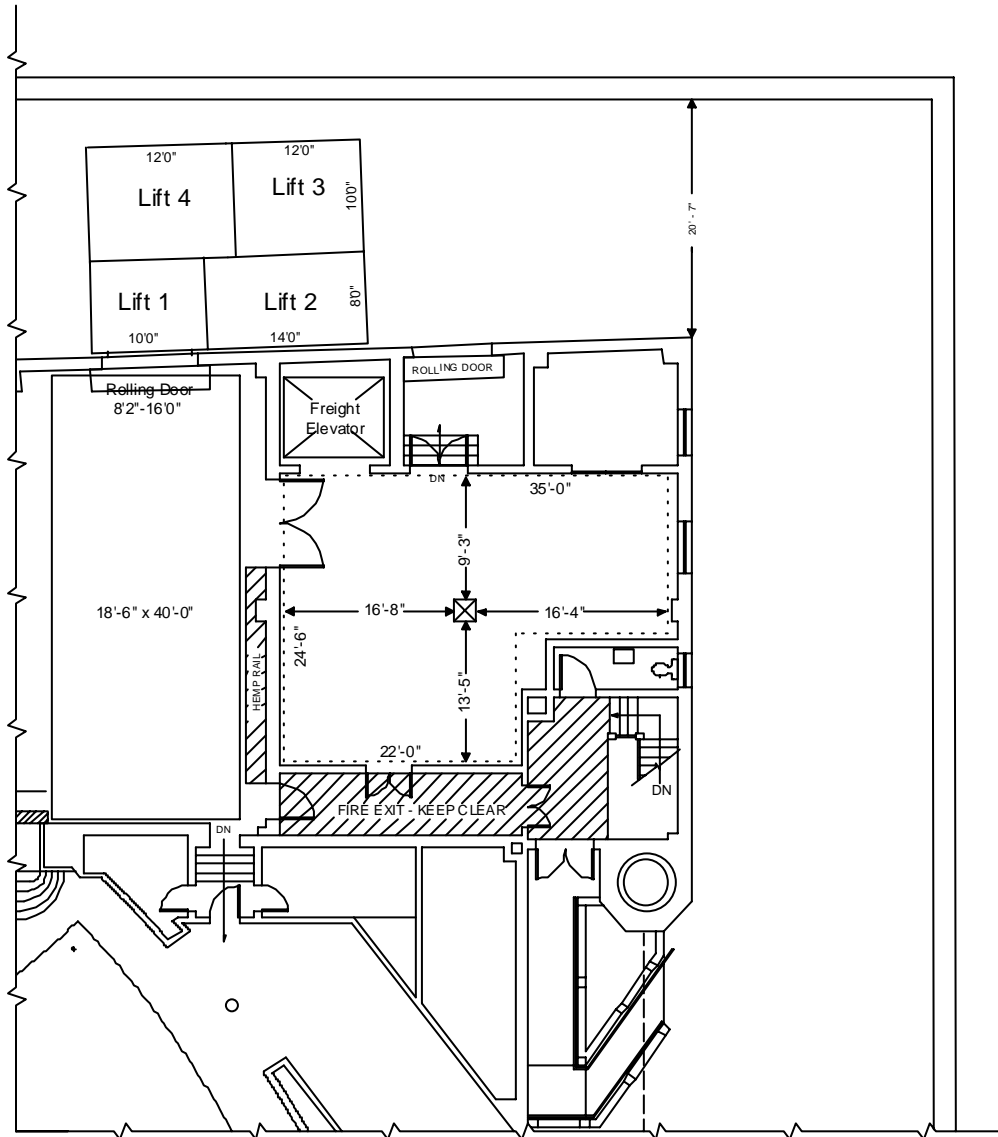 12'0"
12'0"
Lift 4
Lift 3
10'0"
20' - 7"
Lift 1
Lift 2
8'0"
10'0"
14'0"
Rolling Door
8'2"-16'0"
ROLLING DOOR
Freight
Elevator
DN
35'-0"
9'-3"
18'-6" x 40'-0"
16'-8"
16'-4"
24'-6"
HEMP RAIL
13'-5"
22'-0"
DN
FIRE EXIT - KEEP CLEAR
DN